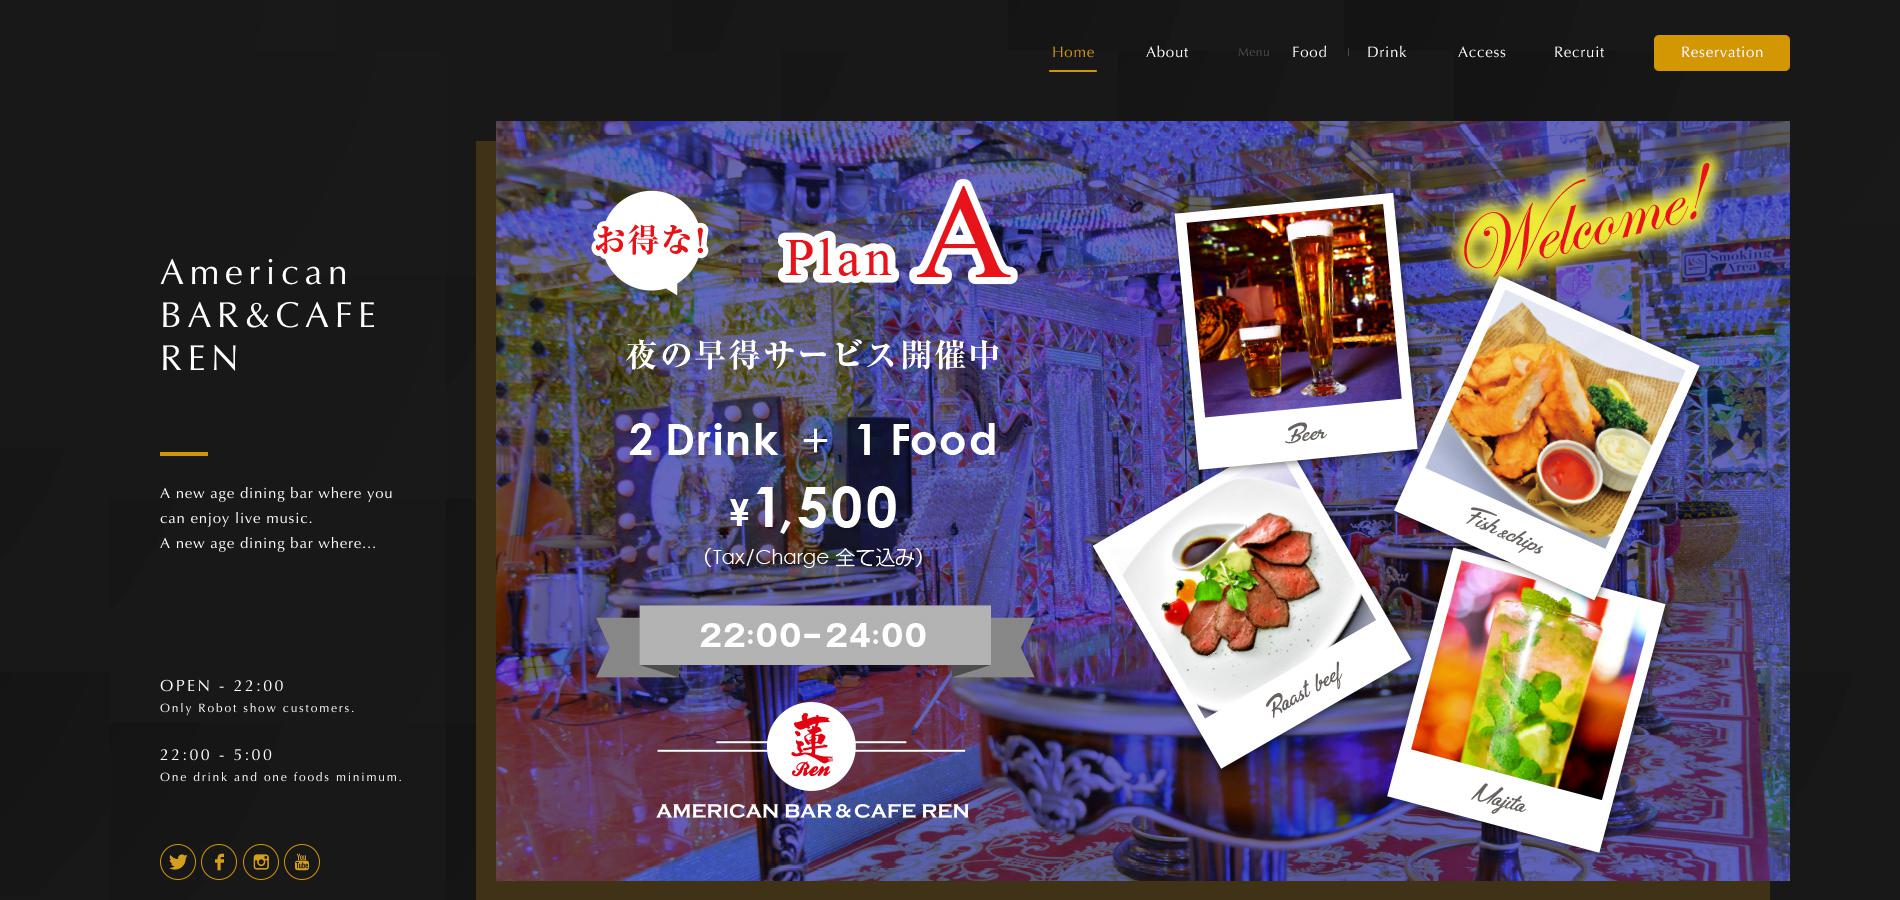 Home About Menu Food | Drink Access Recruit Reservation
American
BAR&CAFE
REN
A new age dining bar where you
can enjoy live music.
A new age dining bar where...
OPEN - 22:00
Only Robot show customers.
22:00 - 5:00
One drink and one foods minimum.
You
Tube
お得な!
Plan A
夜の早得サービス開催中
2 Drink + 1 Food
¥1,500
(Tax/Charge 全て込み)
22:00-24:00
蓮
Ren
AMERICAN BAR&CAFE REN
Welcome!
Smoking
Area
Beer
Fish&chips
Roast beef
Mojita